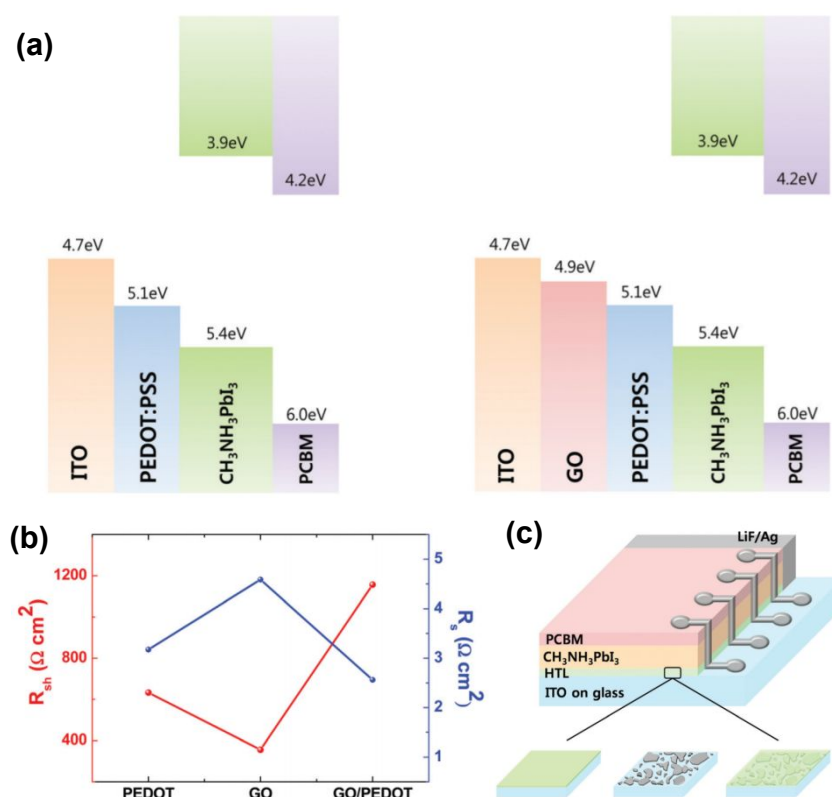 (a)
3.9eV
4.2eV
4.7eV
5.1eV
5.4eV
6.0eV
ITO
PEDOT:PSS
CH₃NH₃PbI₃
PCBM
3.9eV
4.2eV
4.7eV
4.9eV
5.1eV
5.4eV
6.0eV
ITO
GO
PEDOT:PSS
CH₃NH₃PbI₃
PCBM
(b)
1200
800
400
Rsh (Ω cm²)
5
4
3
2
1
Rs (Ω cm²)
PEDOT GO GO/PEDOT
(c)
LiF/Ag
PCBM
CH₃NH₃PbI₃
HTL
ITO on glass